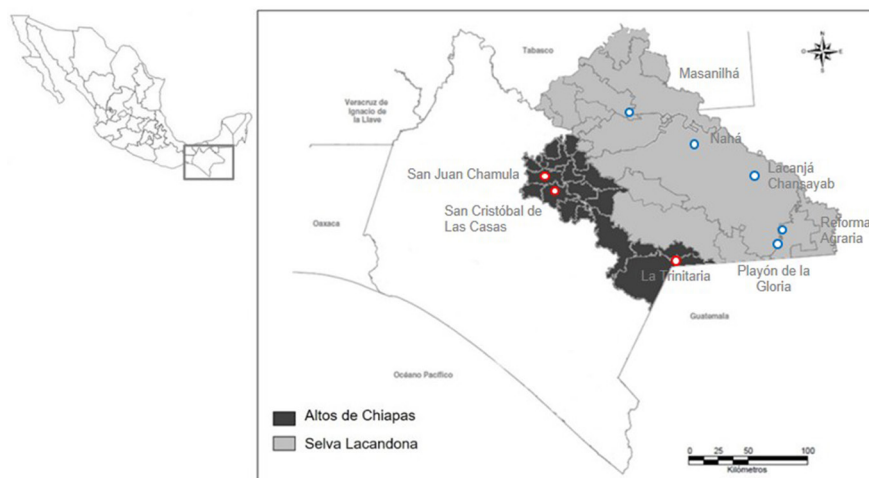 N
O
E
S
Tabasco
Masanilhá
Veracruz de
Ignacio de
la Llave
Nahá
San Juan Chamula
Lacanjá
Chansayab
San Cristóbal de
Las Casas
Oaxaca
Reforma
Agraria
La Trinitaria
Playón de la
Gloria
Guatemala
Océano Pacífico
Altos de Chiapas
Selva Lacandona
0 25 50 100
Kilómetros